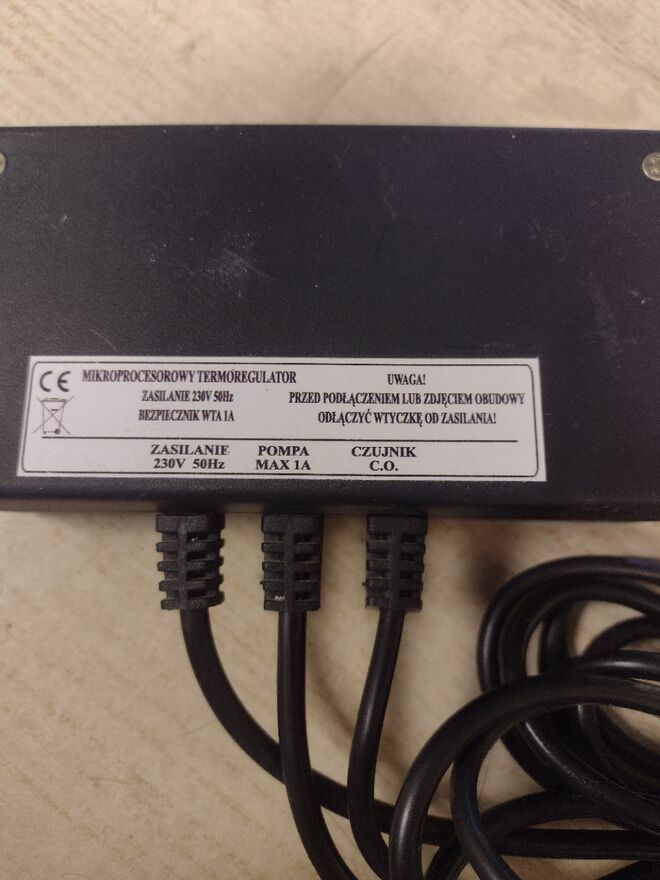 CE
MIKROPROCESOROWY TERMOREGULATOR
ZASILANIE 230V 50Hz
BEZPIECZNIK WTA 1A
UWAGA!
PRZED PODŁĄCZENIEM LUB ZDJĘCIEM OBUDOWY
ODŁĄCZYĆ WTYCZKĘ OD ZASILANIA!
ZASILANIE
230V 50Hz
POMPA
MAX 1A
CZUJNIK
C.O.